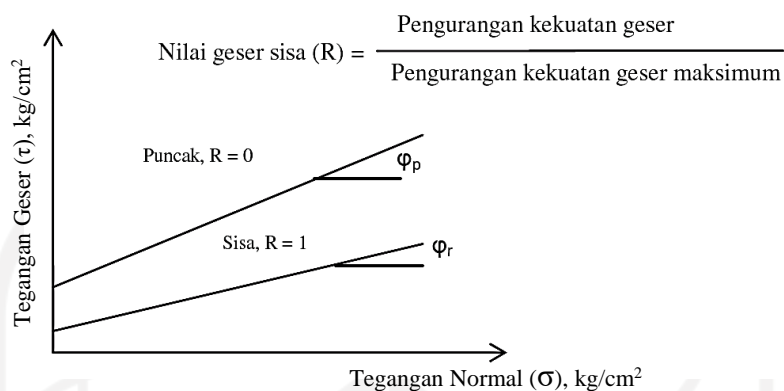 Pengurangan kekuatan geser
Nilai geser sisa (R) =
Pengurangan kekuatan geser maksimum
Tegangan Geser (τ), kg/cm²
Puncak, R = 0
φp
Sisa, R = 1
φr
Tegangan Normal (σ), kg/cm²